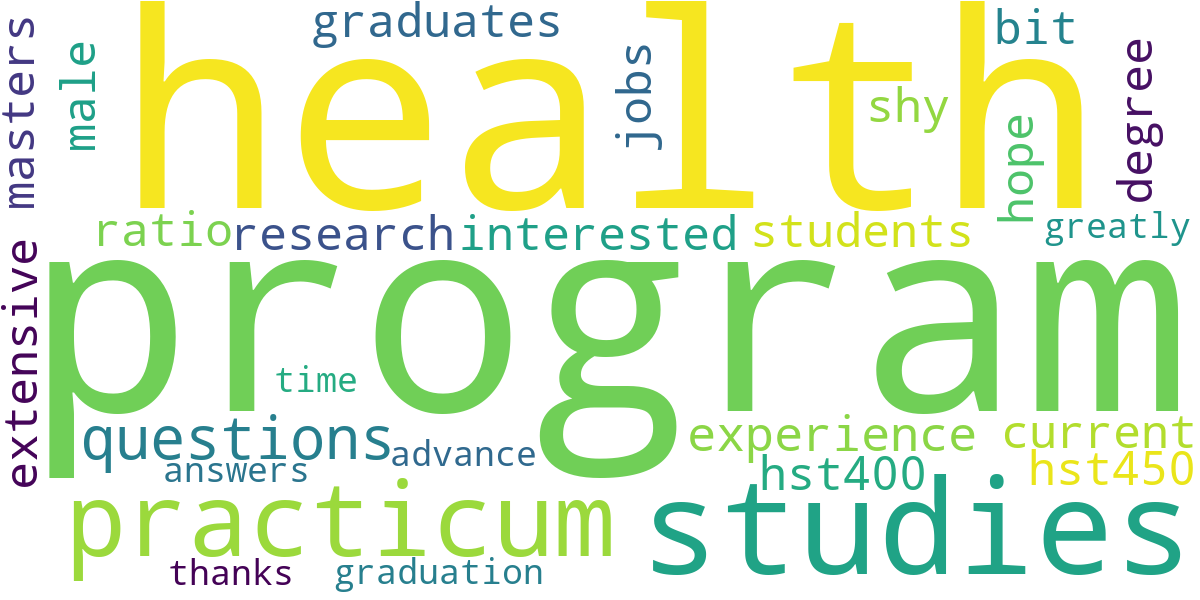 graduates
bit
masters
male
health
jobs
shy
hope
degree
ratio
research
interested
students
greatly
extensive
program
time
questions
advance
answers
experience
current
hst400
hst450
practicum
studies
thanks
graduation